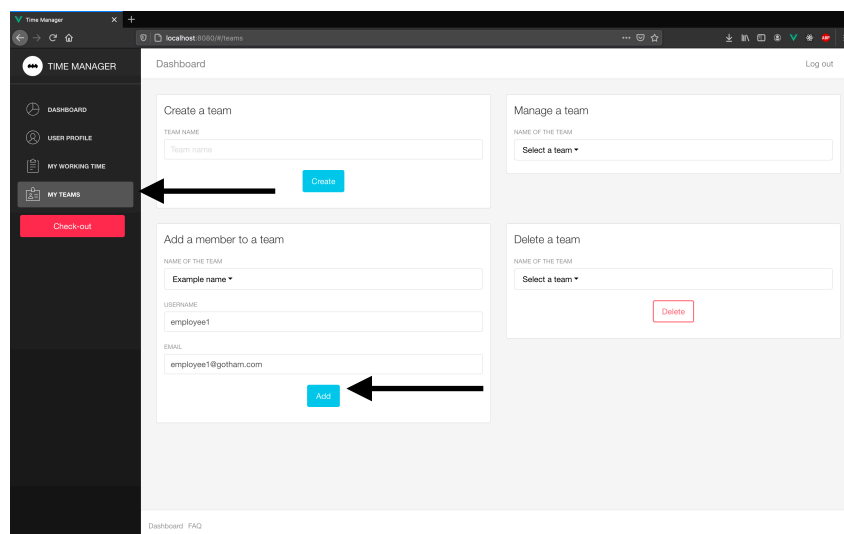 Time Manager
localhost:8080/#/teams
ABP
TIME MANAGER
Dashboard
Log out
DASHBOARD
USER PROFILE
MY WORKING TIME
MY TEAMS
Check-out
Create a team
TEAM NAME
Team name
Create
Manage a team
NAME OF THE TEAM
Select a team
Add a member to a team
NAME OF THE TEAM
Example name
USERNAME
employee1
EMAIL
employee1@gotham.com
Add
Delete a team
NAME OF THE TEAM
Select a team
Delete
Dashboard FAQ